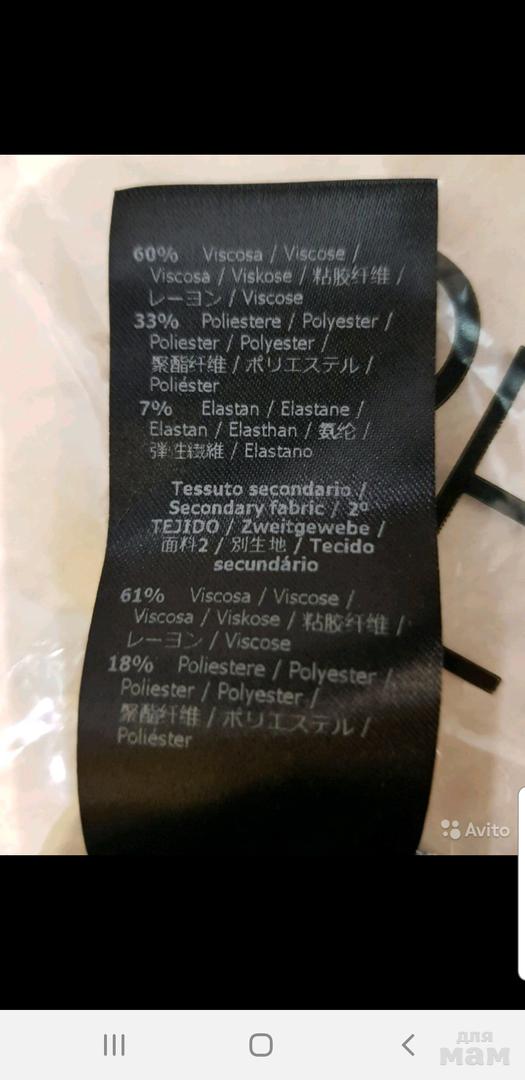 60% Viscosa / Viscose /
Viscosa / Viskose / 粘胶纤维 /
レーヨン / Viscose
33% Poliestere / Polyester /
Poliester / Polyester /
聚酯纤维 / ポリエステル /
Poliéster
7% Elastan / Elastane /
Elastan / Elasthan / 氨纶 /
弾性繊維 / Elastano
Tessuto secondario /
Secondary fabric / 2º
TEJIDO / Zweitgewebe /
面料2 / 別生地 / Tecido
secundário
61% Viscosa / Viscose /
Viscosa / Viskose / 粘胶纤维 /
レーヨン / Viscose
18% Poliestere / Polyester /
Poliester / Polyester /
聚酯纤维 / ポリエステル /
Poliéster
Avito
для
мам